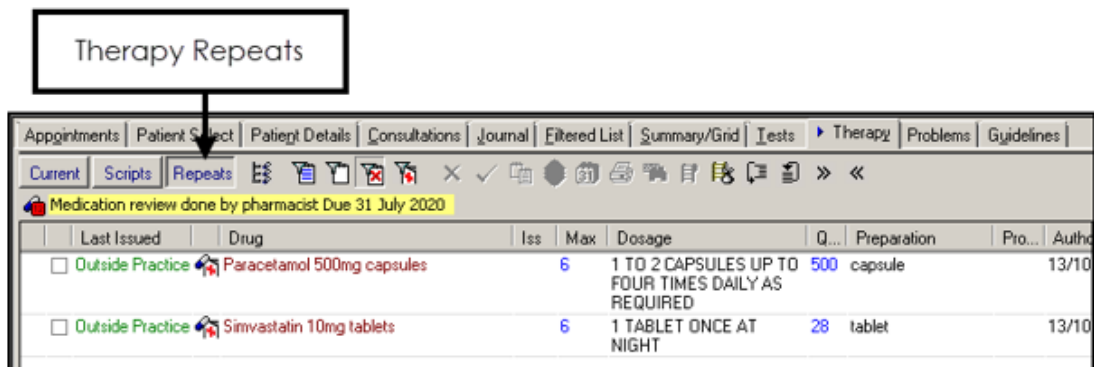 Therapy Repeats
Appointments Patient Select Patient Details Consultations Journal Filtered List Summary/Grid Tests Therapy Problems Guidelines
Current Scripts Repeats
Medication review done by pharmacist Due 31 July 2020
Last Issued Drug Iss Max Dosage Q... Preparation Pro... Autho
Outside Practice Paracetamol 500mg capsules 6 1 TO 2 CAPSULES UP TO 500 capsule 13/10
FOUR TIMES DAILY AS
REQUIRED
Outside Practice Simvastatin 10mg tablets 6 1 TABLET ONCE AT 28 tablet 13/10
NIGHT